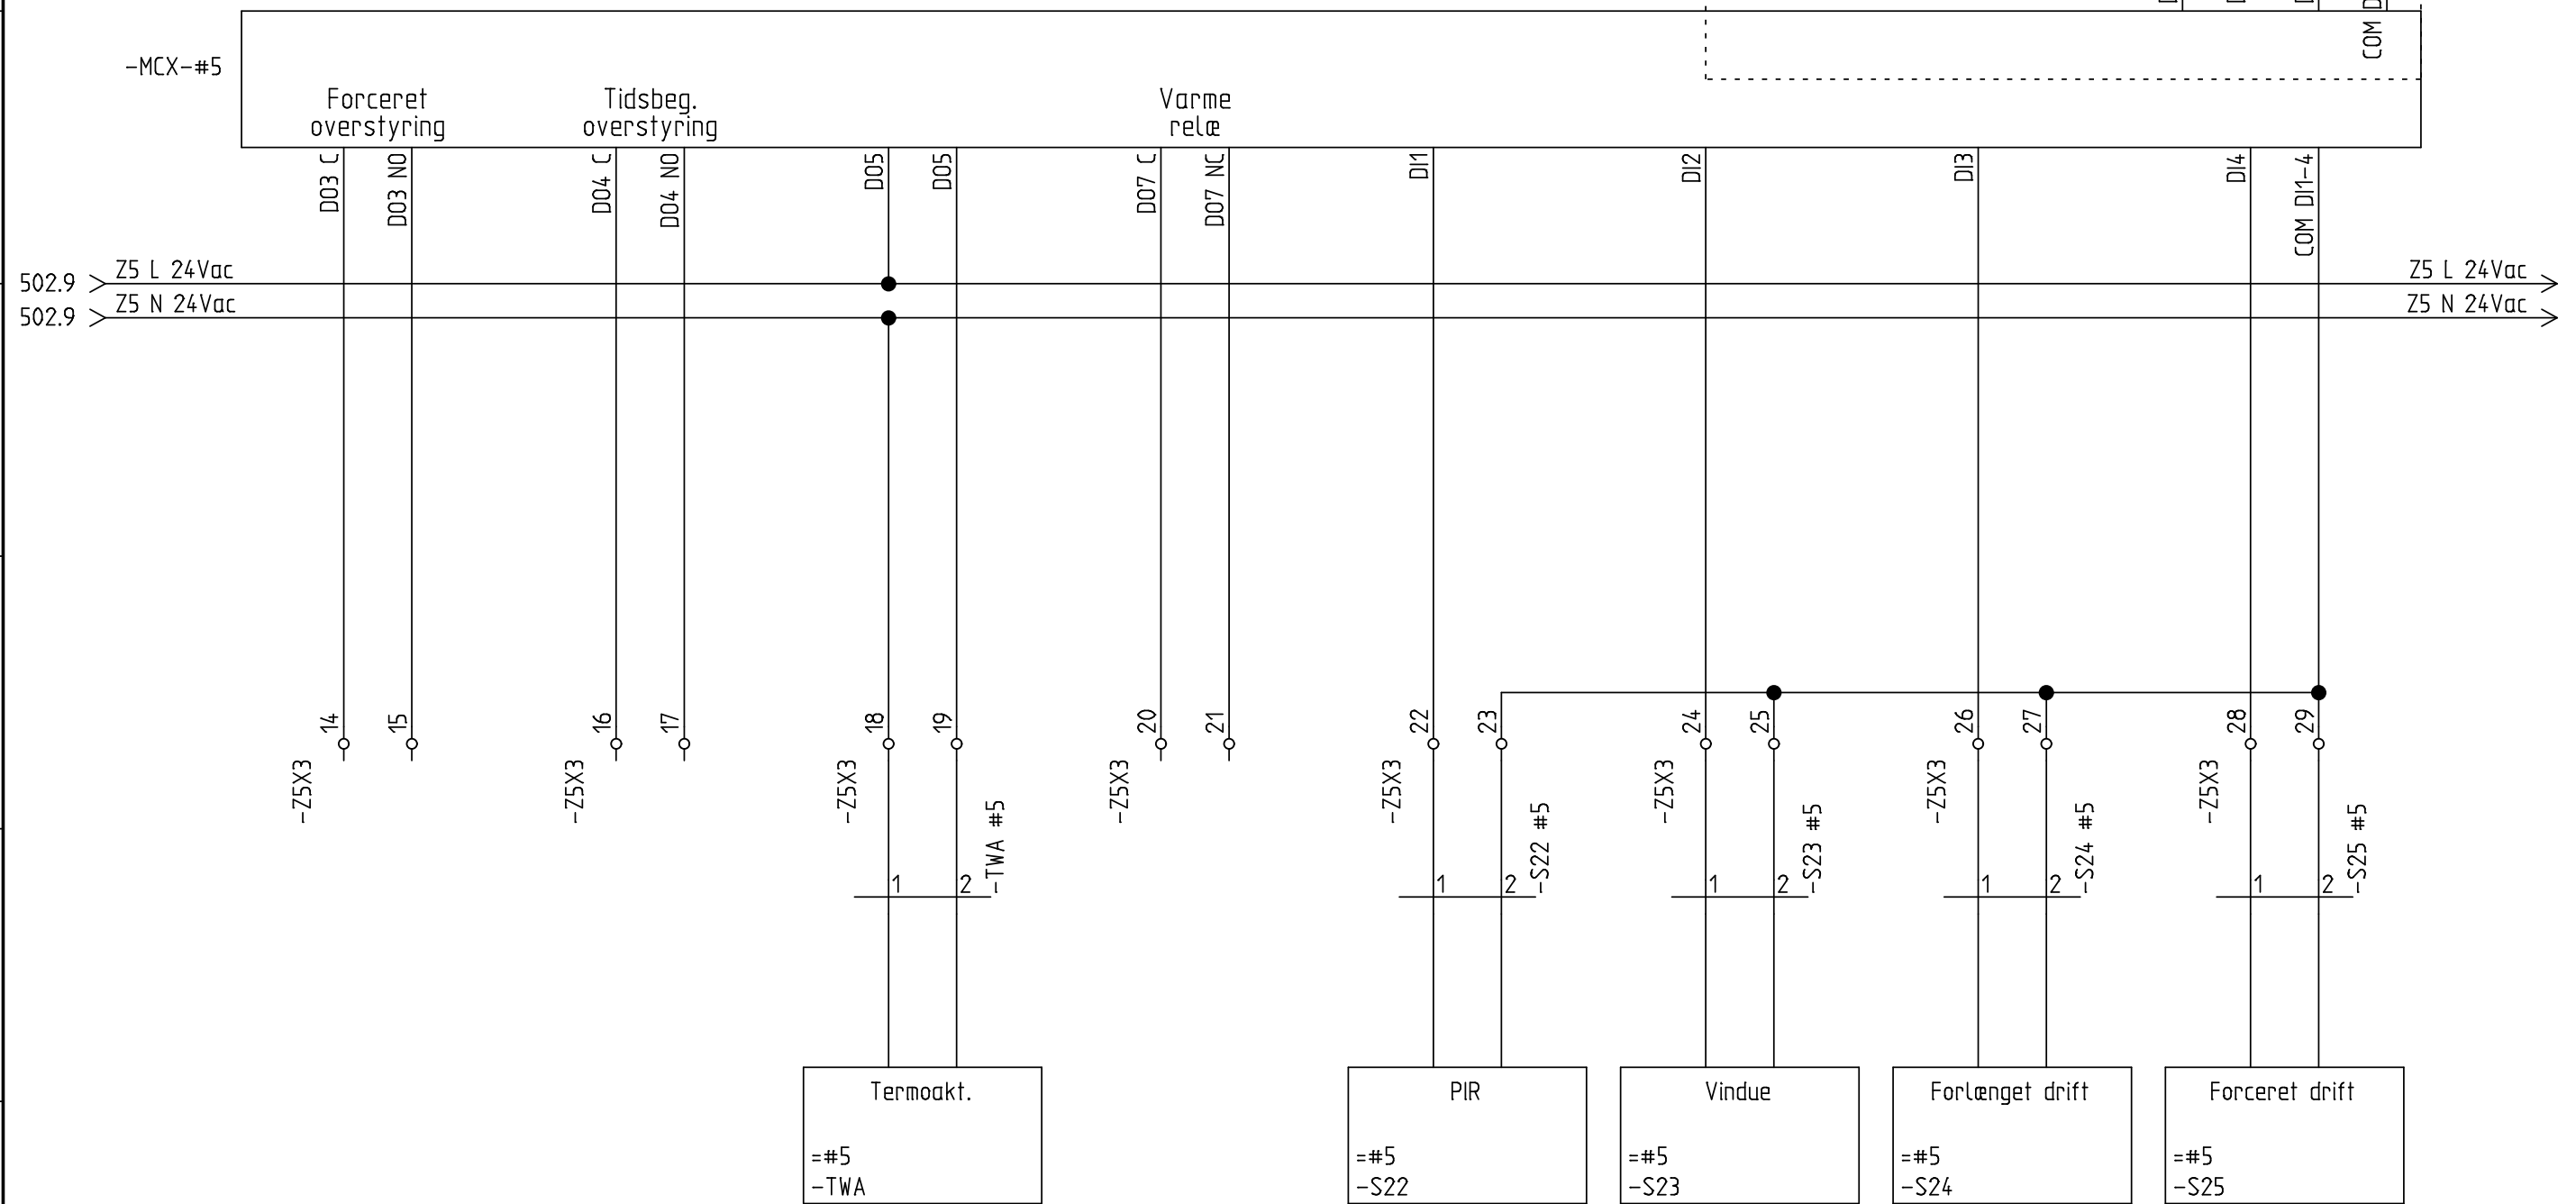 COM D
-MCX-#5
Forceret
overstyring
Tidsbeg.
overstyring
Varme
relæ
DO3 C
DO3 NO
DO4 C
DO4 NO
DO5
DO5
DO7 C
DO7 NC
DI1
DI2
DI3
DI4
COM DI1-4
502.9
Z5 L 24Vac
Z5 L 24Vac
502.9
Z5 N 24Vac
Z5 N 24Vac
14
15
16
17
18
19
20
21
22
23
24
25
26
27
28
29
-Z5X3
-Z5X3
-Z5X3
-Z5X3
-Z5X3
-Z5X3
-Z5X3
-Z5X3
1
2
-TWA #5
1
2
-S22 #5
1
2
-S23 #5
1
2
-S24 #5
1
2
-S25 #5
Termoakt.
=#5
-TWA
PIR
=#5
-S22
Vindue
=#5
-S23
Forlænget drift
=#5
-S24
Forceret drift
=#5
-S25